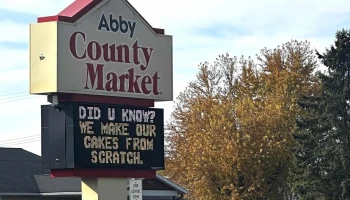 Abby
County
Market
DID U KNOW?
WE MAKE OUR
CAKES FROM
SCRATCH.